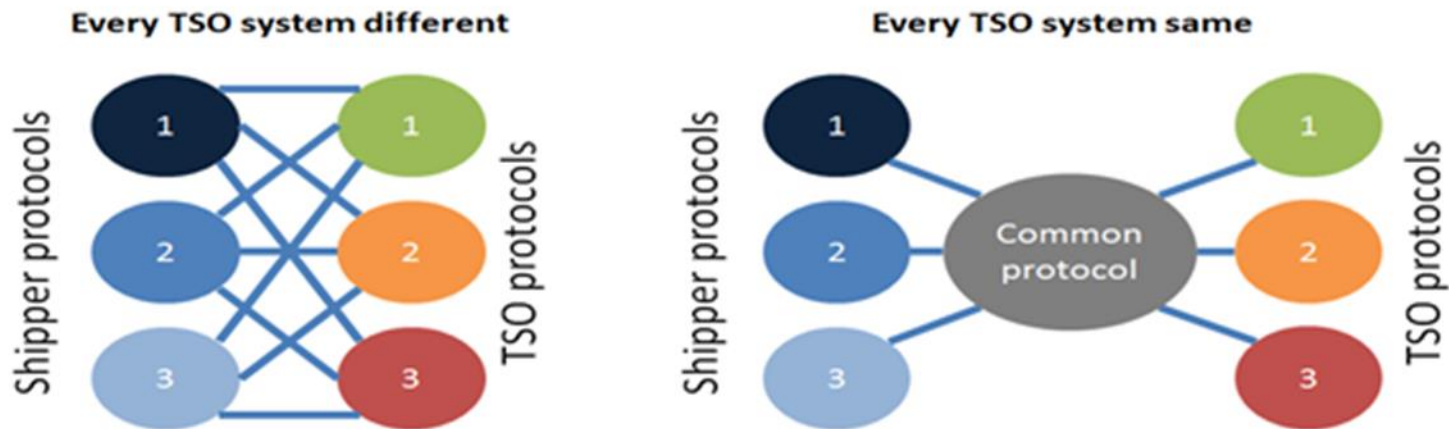 Every TSO system different
Shipper protocols
1
2
3
1
2
3
TSO protocols
Every TSO system same
Shipper protocols
1
2
3
Common
protocol
1
2
3
TSO protocols